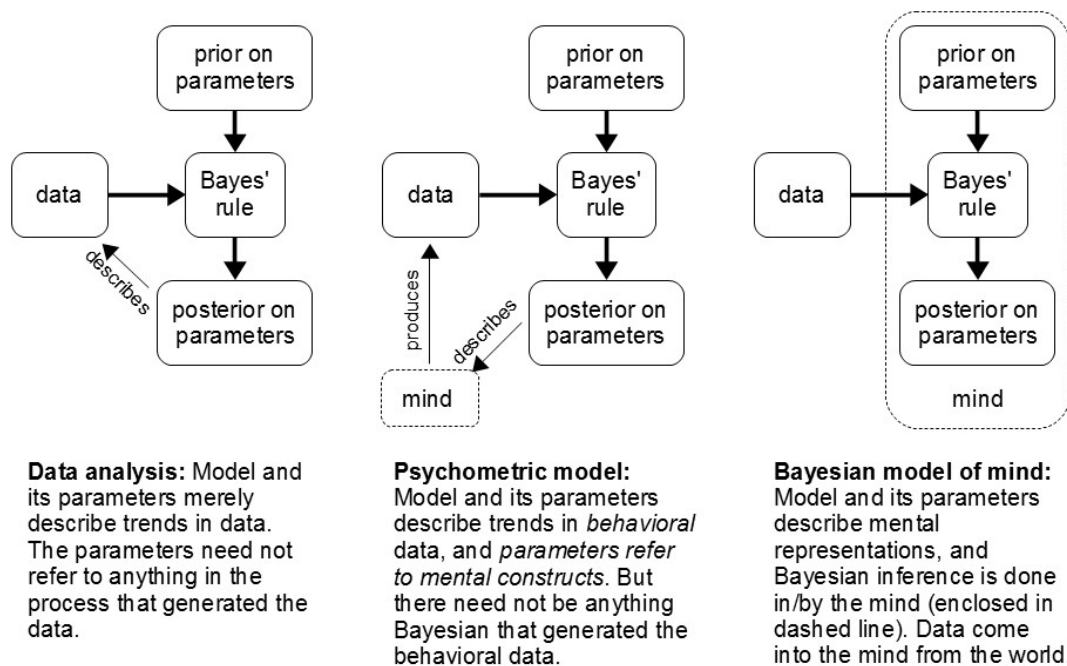 prior on
parameters
data
Bayes'
rule
describes
posterior on
parameters
Data analysis: Model and
its parameters merely
describe trends in data.
The parameters need not
refer to anything in the
process that generated the
data.
prior on
parameters
data
Bayes'
rule
produces
describes
posterior on
parameters
mind
Psychometric model:
Model and its parameters
describe trends in behavioral
data, and parameters refer
to mental constructs. But
there need not be anything
Bayesian that generated the
behavioral data.
prior on
parameters
data
Bayes'
rule
posterior on
parameters
mind
Bayesian model of mind:
Model and its parameters
describe mental
representations, and
Bayesian inference is done
in/by the mind (enclosed in
dashed line). Data come
into the mind from the world